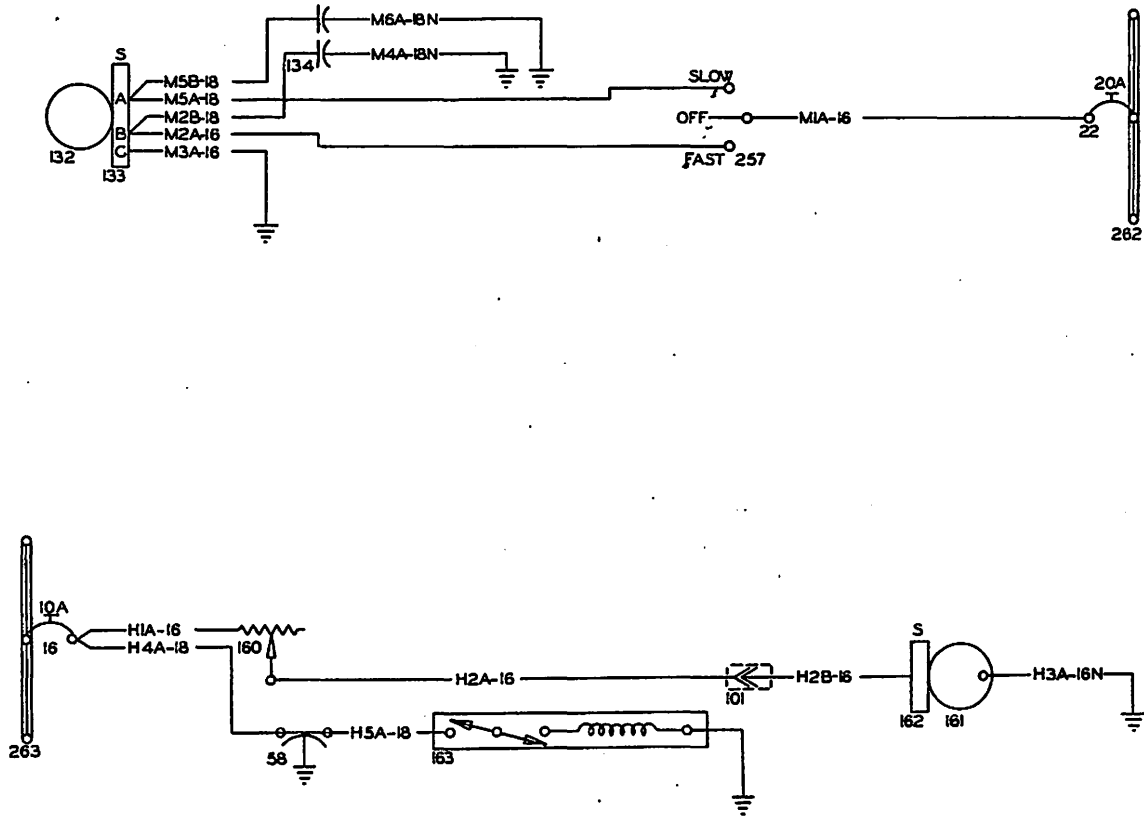 M6A-18N
S
134
M4A-18N
M5B-18
SLOW
20A
A
M5A-18
M2B-18
OFF
M1A-16
22
B
M2A-16
132
C
M3A-16
FAST 257
133
262
10A
H1A-16
S
16
H4A-18
160
H2A-16
H2B-16
H3A-16N
101
162
161
263
58
H5A-18
163